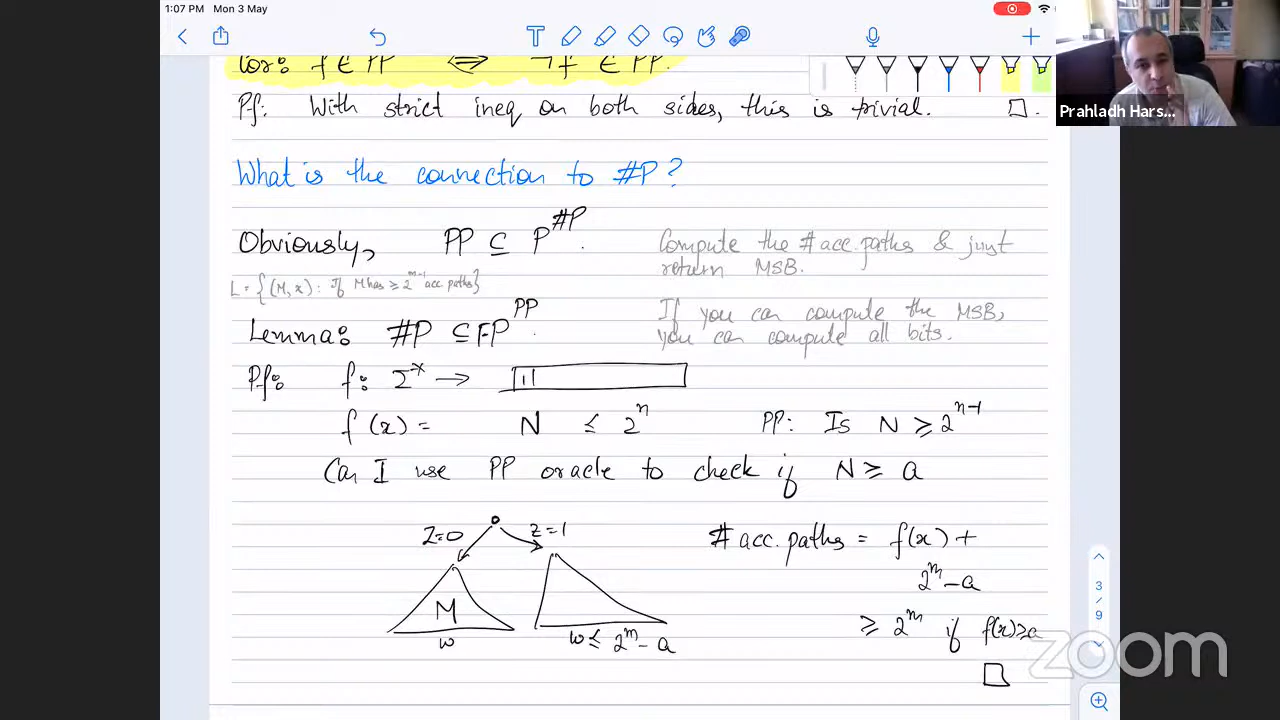 1:07 PM Mon 3 May
Cor: f ∈ PP ⟺ ¬f ∈ PP.
Pf: With strict ineq on both sides, this is trivial. □.
Prahladh Hars...
What is the connection to #P?
Obviously, PP ⊆ P^#P.
Compute the # acc. paths & just
return MSB.
L = {(M, x): If M has ≥ 2^{m-1} acc. paths}
Lemma: #P ⊆ FP^PP.
If you can compute the MSB,
you can compute all bits.
Pf: f: Σ* →
f(x) = N ≤ 2^n PP: Is N ≥ 2^{n-1}
Can I use PP oracle to check if N ≥ a
Z=0 z=1
M
w w ≤ 2^m - a
# acc. paths = f(x) +
2^m - a
≥ 2^m if f(x) ≥ a
□
3
/
9
zoom